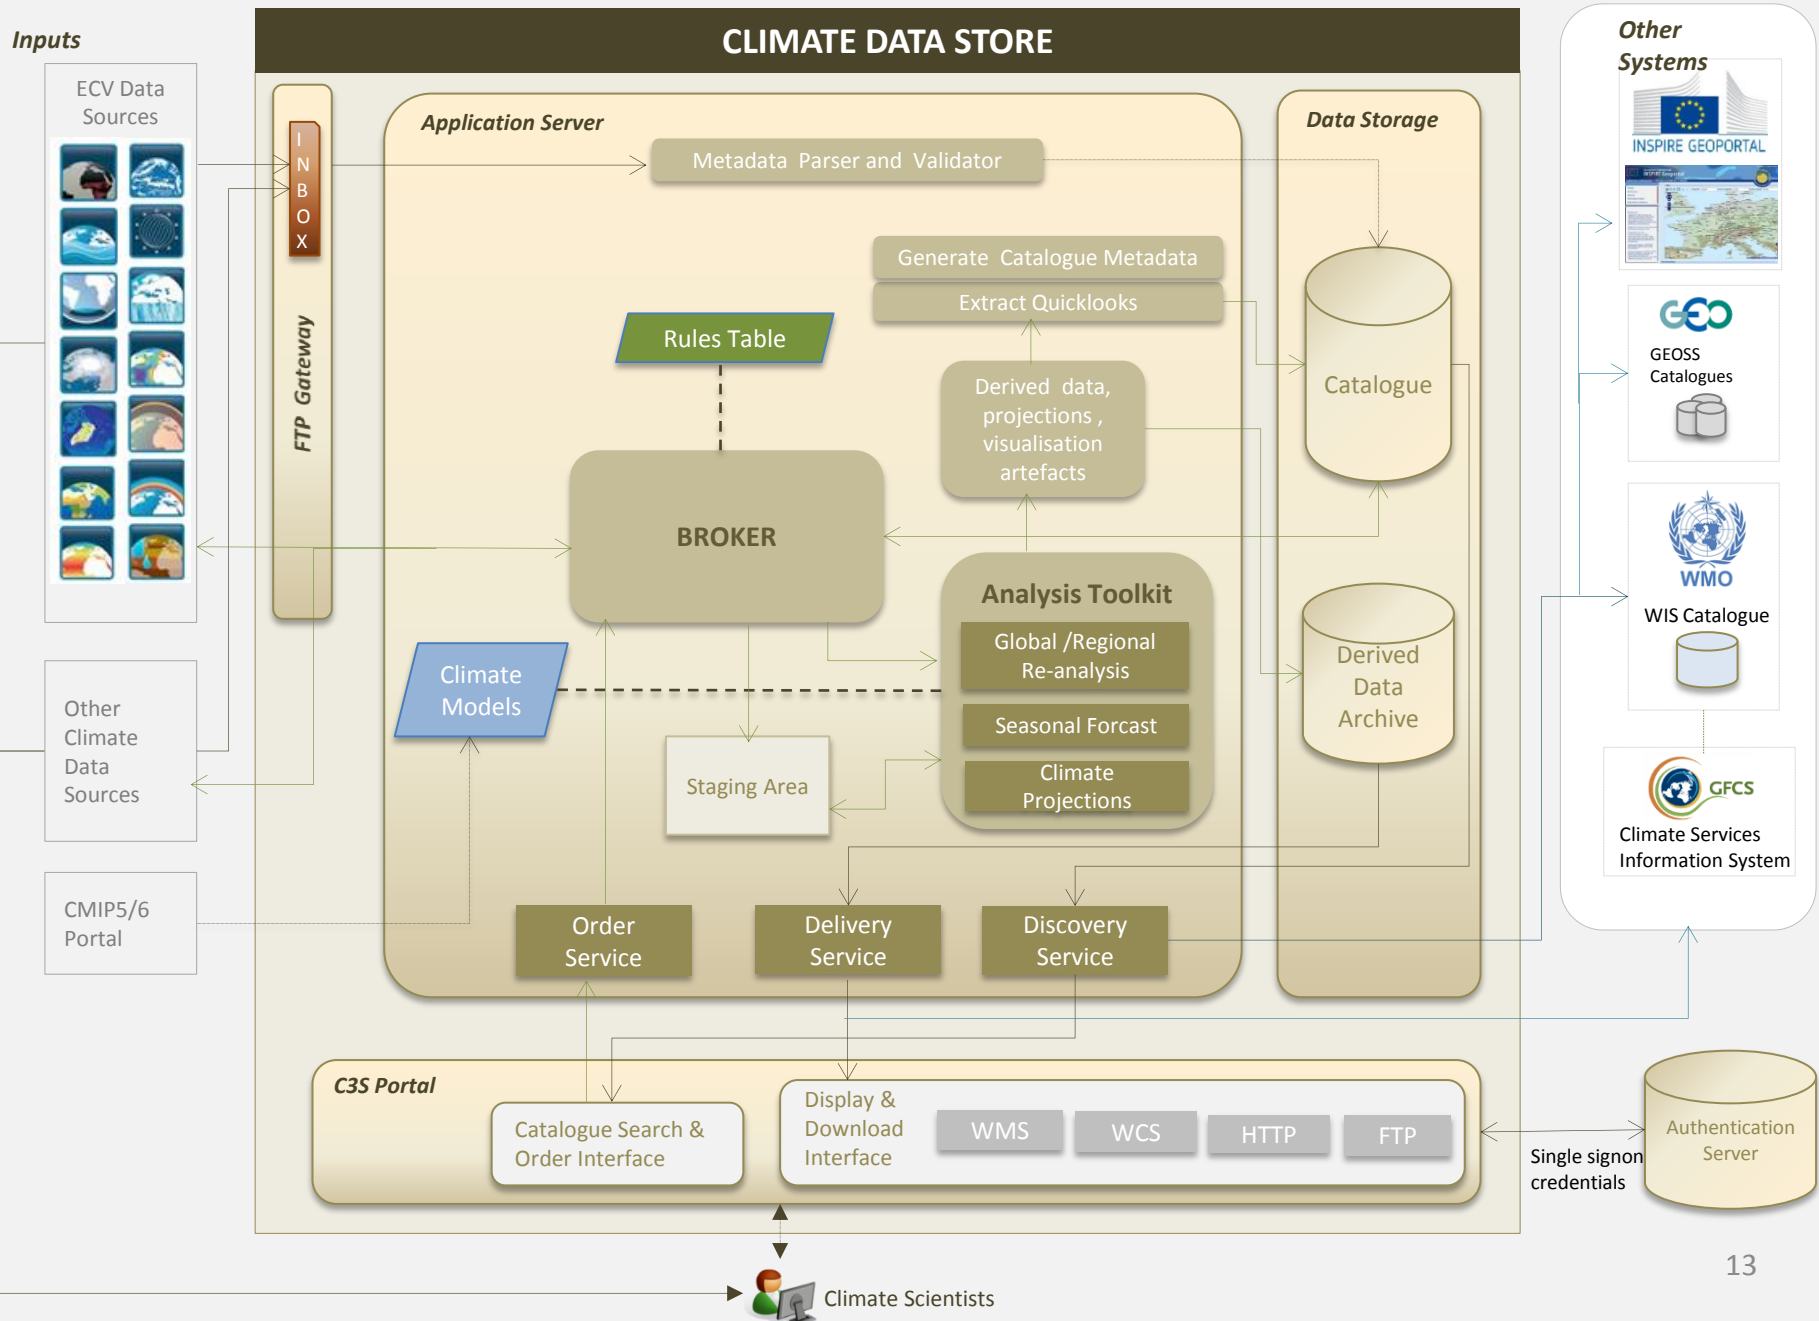 Inputs
CLIMATE DATA STORE
Other
Systems
ECV Data
Sources
I
N
B
O
X
FTP Gateway
Application Server
Metadata Parser and Validator
Generate Catalogue Metadata
Extract Quicklooks
Rules Table
Derived data,
projections ,
visualisation
artefacts
BROKER
Analysis Toolkit
Global /Regional
Re-analysis
Seasonal Forcast
Climate
Projections
Climate
Models
Staging Area
Order
Service
Delivery
Service
Discovery
Service
Data Storage
Catalogue
Derived
Data
Archive
INSPIRE GEOPORTAL
GEO
GEOSS
Catalogues
WMO
WIS Catalogue
GFCS
Climate Services
Information System
Other
Climate
Data
Sources
CMIP5/6
Portal
C3S Portal
Catalogue Search &
Order Interface
Display &
Download
Interface
WMS
WCS
HTTP
FTP
Single signon
credentials
Authentication
Server
Climate Scientists
13